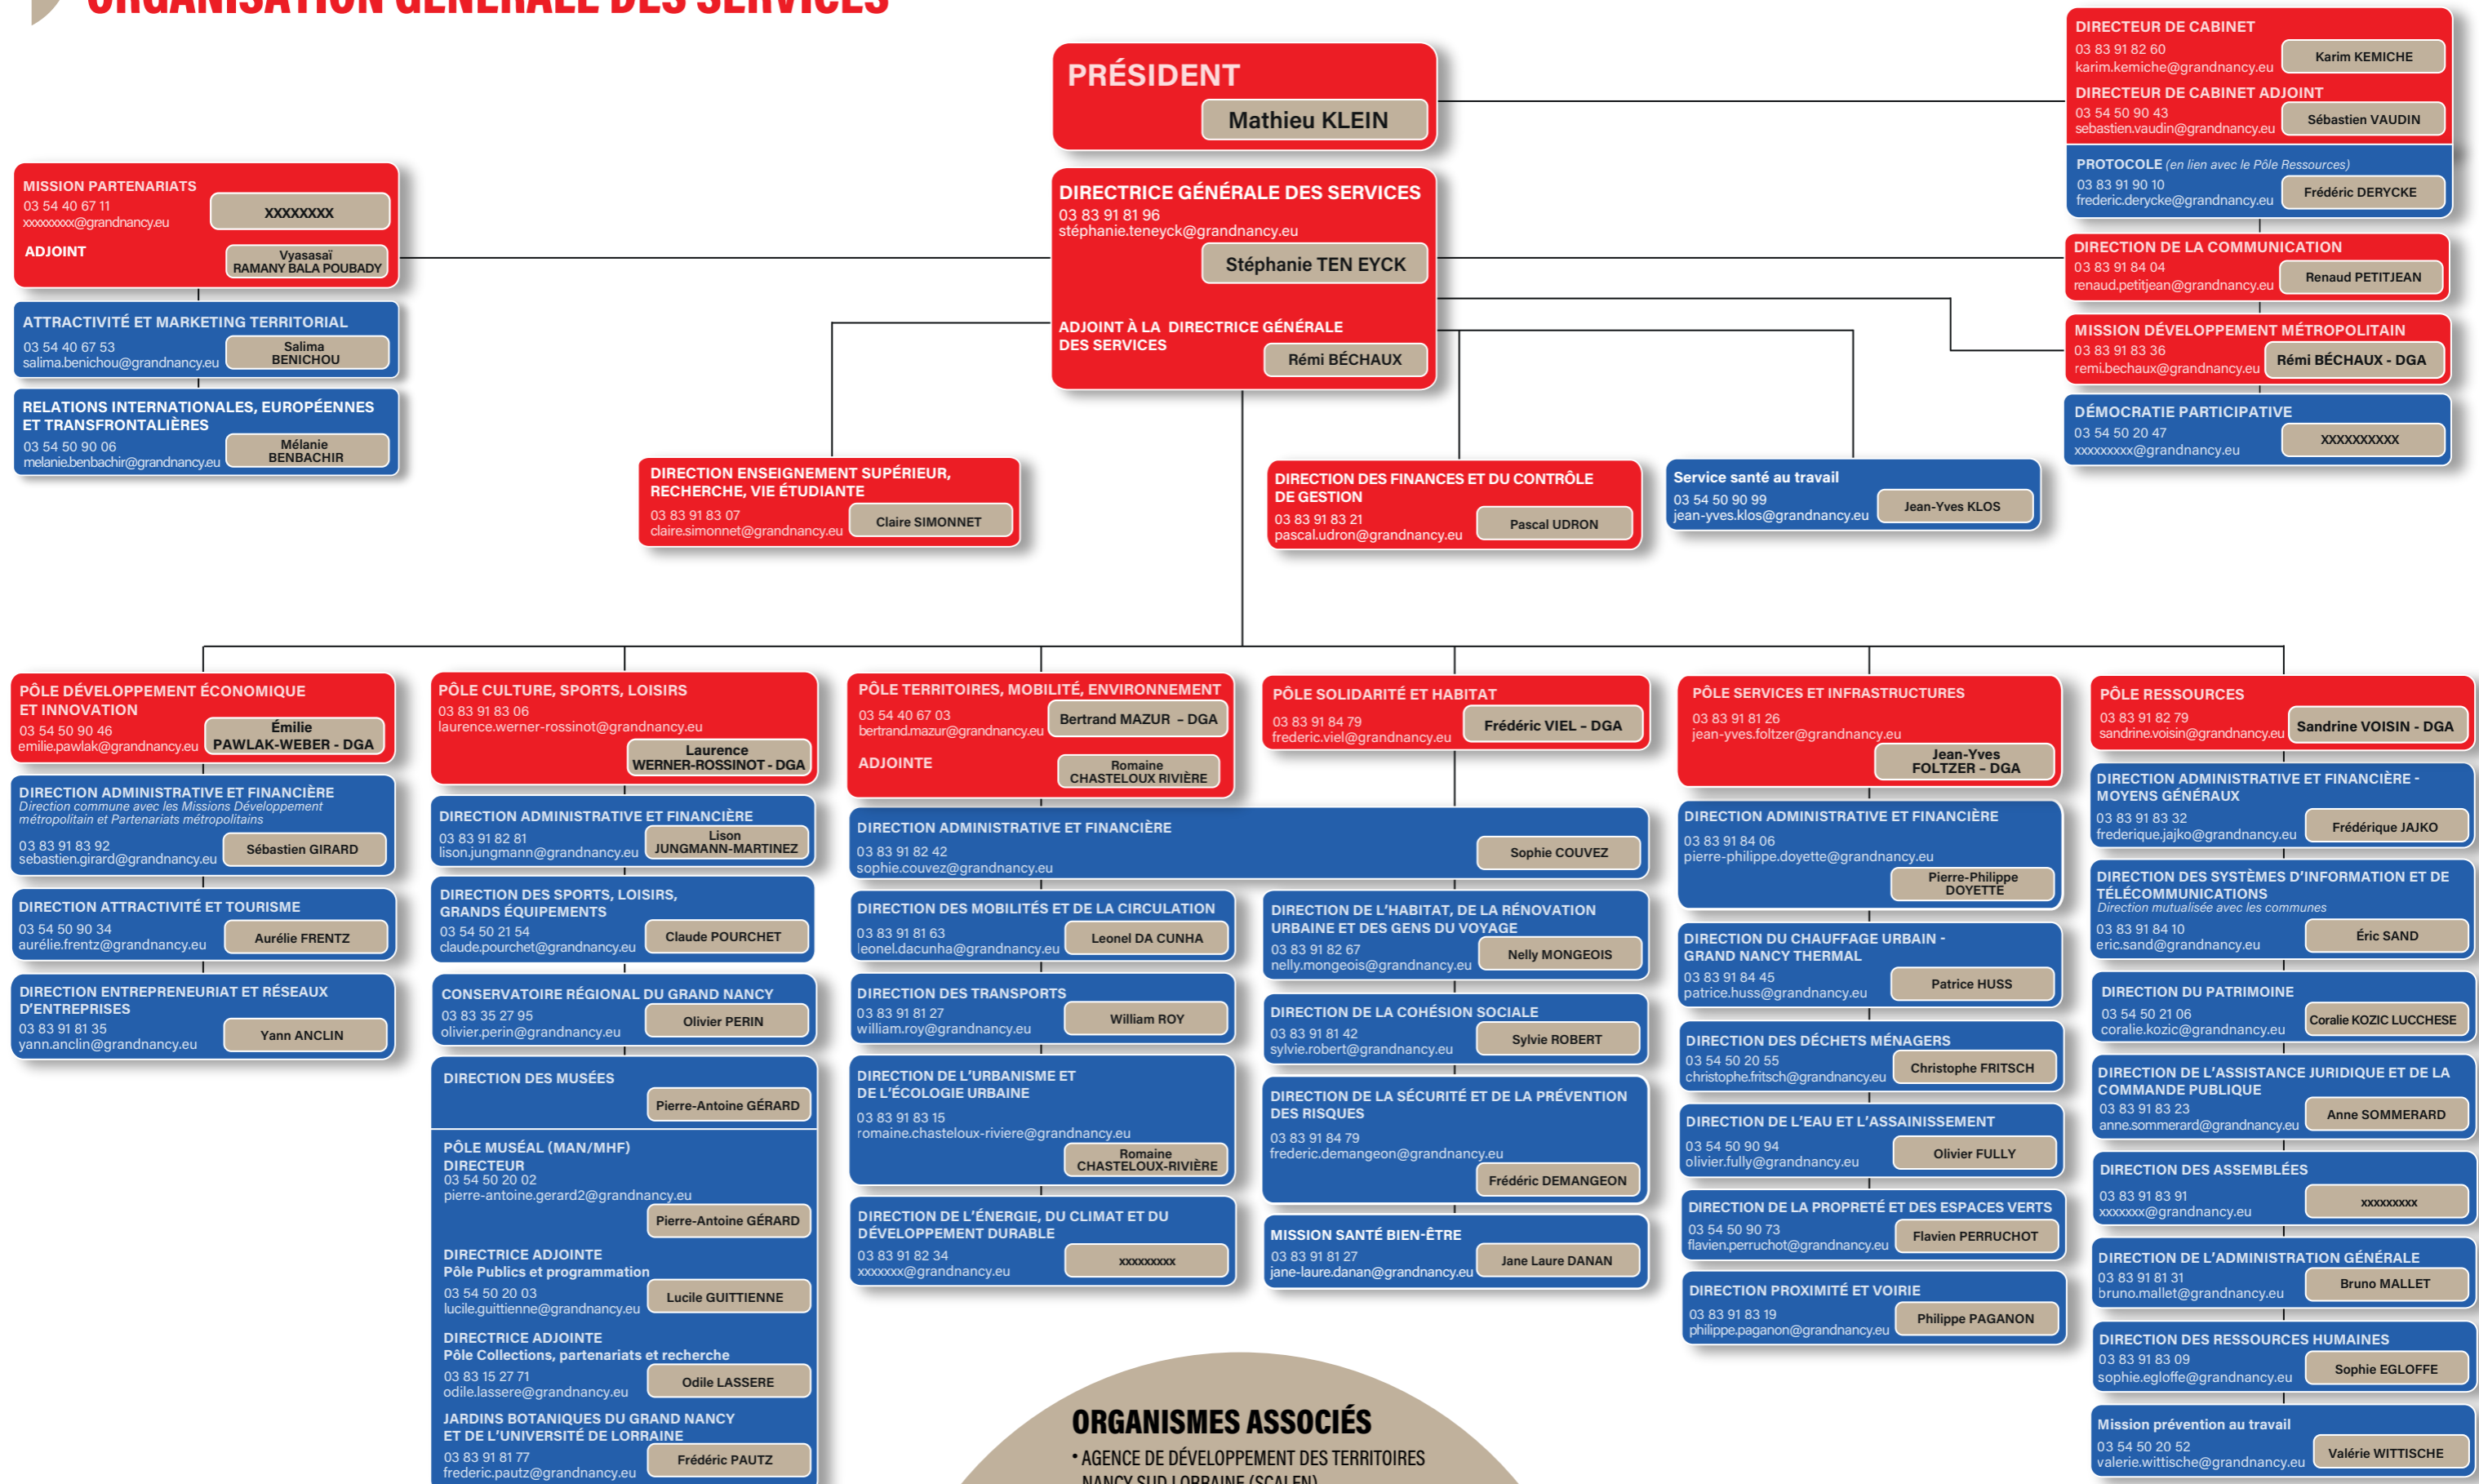 ORGANISATION GÉNÉRALE DES SERVICES
PRÉSIDENT
Mathieu KLEIN
DIRECTEUR DE CABINET
03 83 91 82 60
karim.kemiche@grandnancy.eu
Karim KEMICHE
DIRECTEUR DE CABINET ADJOINT
03 54 50 90 43
sebastien.vaudin@grandnancy.eu
Sébastien VAUDIN
PROTOCOLE (en lien avec le Pôle Ressources)
03 83 91 90 10
frederic.derycke@grandnancy.eu
Frédéric DERYCKE
MISSION PARTENARIATS
03 54 40 67 11
xxxxxxxx@grandnancy.eu
XXXXXXXX
ADJOINT
Vyasasaï
RAMANY BALA POUBADY
ATTRACTIVITÉ ET MARKETING TERRITORIAL
03 54 40 67 53
salima.benichou@grandnancy.eu
Salima
BENICHOU
RELATIONS INTERNATIONALES, EUROPÉENNES
ET TRANSFRONTALIÈRES
03 54 50 90 06
melanie.benbachir@grandnancy.eu
Mélanie
BENBACHIR
DIRECTRICE GÉNÉRALE DES SERVICES
03 83 91 81 96
stéphanie.teneyck@grandnancy.eu
Stéphanie TEN EYCK
ADJOINT À LA DIRECTRICE GÉNÉRALE
DES SERVICES
Rémi BÉCHAUX
DIRECTION DE LA COMMUNICATION
03 83 91 84 04
renaud.petitjean@grandnancy.eu
Renaud PETITJEAN
MISSION DÉVELOPPEMENT MÉTROPOLITAIN
03 83 91 83 36
remi.bechaux@grandnancy.eu
Rémi BÉCHAUX - DGA
DÉMOCRATIE PARTICIPATIVE
03 54 50 20 47
xxxxxxxxx@grandnancy.eu
XXXXXXXXXX
DIRECTION ENSEIGNEMENT SUPÉRIEUR,
RECHERCHE, VIE ÉTUDIANTE
03 83 91 83 07
claire.simonnet@grandnancy.eu
Claire SIMONNET
DIRECTION DES FINANCES ET DU CONTRÔLE
DE GESTION
03 83 91 83 21
pascal.udron@grandnancy.eu
Pascal UDRON
Service santé au travail
03 54 50 90 99
jean-yves.klos@grandnancy.eu
Jean-Yves KLOS
PÔLE DÉVELOPPEMENT ÉCONOMIQUE
ET INNOVATION
03 54 50 90 46
emilie.pawlak@grandnancy.eu
Émilie
PAWLAK-WEBER - DGA
DIRECTION ADMINISTRATIVE ET FINANCIÈRE
Direction commune avec les Missions Développement
métropolitain et Partenariats métropolitains
03 83 91 83 92
sebastien.girard@grandnancy.eu
Sébastien GIRARD
DIRECTION ATTRACTIVITÉ ET TOURISME
03 54 50 90 34
aurélie.frentz@grandnancy.eu
Aurélie FRENTZ
DIRECTION ENTREPRENEURIAT ET RÉSEAUX
D'ENTREPRISES
03 83 91 81 35
yann.anclin@grandnancy.eu
Yann ANCLIN
PÔLE CULTURE, SPORTS, LOISIRS
03 83 91 83 06
laurence.werner-rossinot@grandnancy.eu
Laurence
WERNER-ROSSINOT - DGA
DIRECTION ADMINISTRATIVE ET FINANCIÈRE
03 83 91 82 81
lison.jungmann@grandnancy.eu
Lison
JUNGMANN-MARTINEZ
DIRECTION DES SPORTS, LOISIRS,
GRANDS ÉQUIPEMENTS
03 54 50 21 54
claude.pourchet@grandnancy.eu
Claude POURCHET
CONSERVATOIRE RÉGIONAL DU GRAND NANCY
03 83 35 27 95
olivier.perin@grandnancy.eu
Olivier PERIN
DIRECTION DES MUSÉES
Pierre-Antoine GÉRARD
PÔLE MUSÉAL (MAN/MHF)
DIRECTEUR
03 54 50 20 02
pierre-antoine.gerard2@grandnancy.eu
Pierre-Antoine GÉRARD
DIRECTRICE ADJOINTE
Pôle Publics et programmation
03 54 50 20 03
lucile.guittienne@grandnancy.eu
Lucile GUITTIENNE
DIRECTRICE ADJOINTE
Pôle Collections, partenariats et recherche
03 83 15 27 71
odile.lassere@grandnancy.eu
Odile LASSERE
JARDINS BOTANIQUES DU GRAND NANCY
ET DE L'UNIVERSITÉ DE LORRAINE
03 83 91 81 77
frederic.pautz@grandnancy.eu
Frédéric PAUTZ
PÔLE TERRITOIRES, MOBILITÉ, ENVIRONNEMENT
03 54 40 67 03
bertrand.mazur@grandnancy.eu
Bertrand MAZUR – DGA
ADJOINTE
Romaine
CHASTELOUX RIVIÈRE
DIRECTION ADMINISTRATIVE ET FINANCIÈRE
03 83 91 82 42
sophie.couvez@grandnancy.eu
Sophie COUVEZ
DIRECTION DES MOBILITÉS ET DE LA CIRCULATION
03 83 91 81 63
leonel.dacunha@grandnancy.eu
Leonel DA CUNHA
DIRECTION DES TRANSPORTS
03 83 91 81 27
william.roy@grandnancy.eu
William ROY
DIRECTION DE L'URBANISME ET
DE L'ÉCOLOGIE URBAINE
03 83 91 83 15
romaine.chasteloux-riviere@grandnancy.eu
Romaine
CHASTELOUX-RIVIÈRE
DIRECTION DE L'ÉNERGIE, DU CLIMAT ET DU
DÉVELOPPEMENT DURABLE
03 83 91 82 34
xxxxxxx@grandnancy.eu
xxxxxxxxx
PÔLE SOLIDARITÉ ET HABITAT
03 83 91 84 79
frederic.viel@grandnancy.eu
Frédéric VIEL – DGA
DIRECTION DE L'HABITAT, DE LA RÉNOVATION
URBAINE ET DES GENS DU VOYAGE
03 83 91 82 67
nelly.mongeois@grandnancy.eu
Nelly MONGEOIS
DIRECTION DE LA COHÉSION SOCIALE
03 83 91 81 42
sylvie.robert@grandnancy.eu
Sylvie ROBERT
DIRECTION DE LA SÉCURITÉ ET DE LA PRÉVENTION
DES RISQUES
03 83 91 84 79
frederic.demangeon@grandnancy.eu
Frédéric DEMANGEON
MISSION SANTÉ BIEN-ÊTRE
03 83 91 81 27
jane-laure.danan@grandnancy.eu
Jane Laure DANAN
PÔLE SERVICES ET INFRASTRUCTURES
03 83 91 81 26
jean-yves.foltzer@grandnancy.eu
Jean-Yves
FOLTZER – DGA
DIRECTION ADMINISTRATIVE ET FINANCIÈRE
03 83 91 84 06
pierre-philippe.doyette@grandnancy.eu
Pierre-Philippe
DOYETTE
DIRECTION DU CHAUFFAGE URBAIN -
GRAND NANCY THERMAL
03 83 91 84 45
patrice.huss@grandnancy.eu
Patrice HUSS
DIRECTION DES DÉCHETS MÉNAGERS
03 54 50 20 55
christophe.fritsch@grandnancy.eu
Christophe FRITSCH
DIRECTION DE L'EAU ET L'ASSAINISSEMENT
03 54 50 90 94
olivier.fully@grandnancy.eu
Olivier FULLY
DIRECTION DE LA PROPRETÉ ET DES ESPACES VERTS
03 54 50 90 73
flavien.perruchot@grandnancy.eu
Flavien PERRUCHOT
DIRECTION PROXIMITÉ ET VOIRIE
03 83 91 83 19
philippe.paganon@grandnancy.eu
Philippe PAGANON
PÔLE RESSOURCES
03 83 91 82 79
sandrine.voisin@grandnancy.eu
Sandrine VOISIN - DGA
DIRECTION ADMINISTRATIVE ET FINANCIÈRE -
MOYENS GÉNÉRAUX
03 83 91 83 32
frederique.jajko@grandnancy.eu
Frédérique JAJKO
DIRECTION DES SYSTÈMES D'INFORMATION ET DE
TÉLÉCOMMUNICATIONS
Direction mutualisée avec les communes
03 83 91 84 10
eric.sand@grandnancy.eu
Éric SAND
DIRECTION DU PATRIMOINE
03 54 50 21 06
coralie.kozic@grandnancy.eu
Coralie KOZIC LUCCHESE
DIRECTION DE L'ASSISTANCE JURIDIQUE ET DE LA
COMMANDE PUBLIQUE
03 83 91 83 23
anne.sommerard@grandnancy.eu
Anne SOMMERARD
DIRECTION DES ASSEMBLÉES
03 83 91 83 91
xxxxxxx@grandnancy.eu
xxxxxxxxx
DIRECTION DE L'ADMINISTRATION GÉNÉRALE
03 83 91 81 31
bruno.mallet@grandnancy.eu
Bruno MALLET
DIRECTION DES RESSOURCES HUMAINES
03 83 91 83 09
sophie.egloffe@grandnancy.eu
Sophie EGLOFFE
Mission prévention au travail
03 54 50 20 52
valerie.wittische@grandnancy.eu
Valérie WITTISCHE
ORGANISMES ASSOCIÉS
• AGENCE DE DÉVELOPPEMENT DES TERRITOIRES
NANCY SUD LORRAINE (SCALEN)